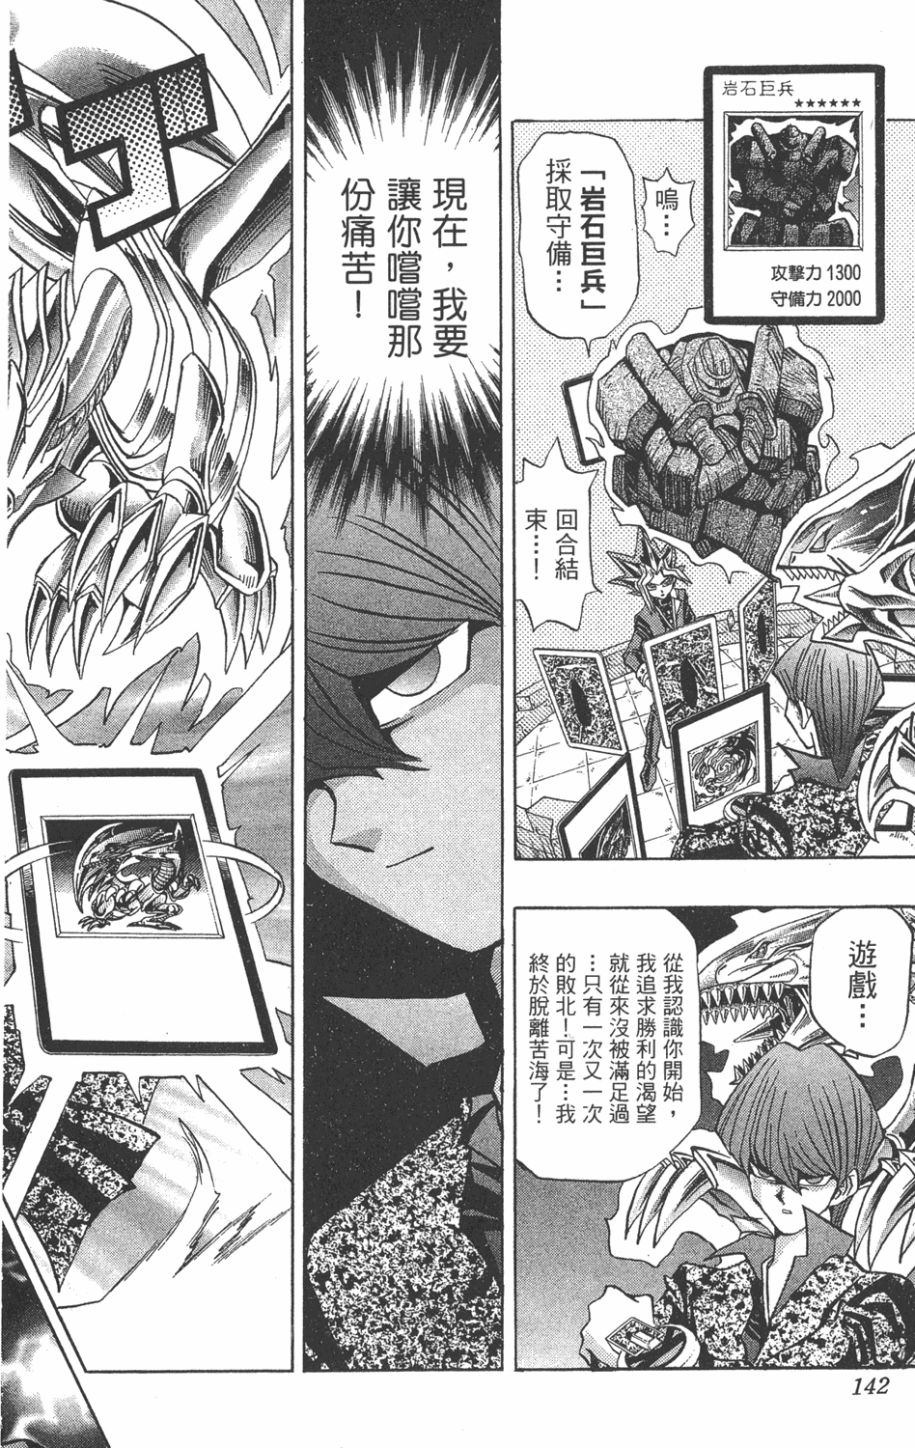 岩石巨兵
★★★★★★
攻擊力 1300
守備力 2000
嗚…
「岩石巨兵」
採取守備…
回合結
束…！
遊戲…
從我認識你開始，
我追求勝利的渴望
就從來沒被滿足過
…只有一次又一次
的敗北！可是…我
終於脫離苦海了！
現在，我要
讓你嚐嚐那
份痛苦！
ゴ
142